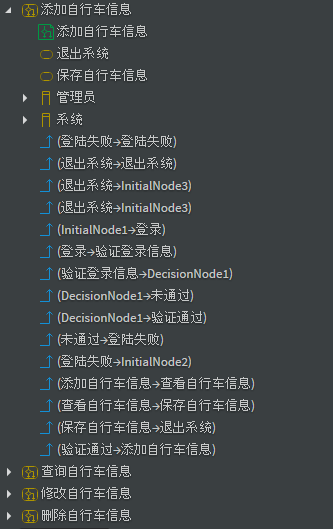 添加自行车信息
添加自行车信息
退出系统
保存自行车信息
管理员
系统
(登陆失败→登陆失败)
(退出系统→退出系统)
(退出系统→InitialNode3)
(退出系统→InitialNode3)
(InitialNode1→登录)
(登录→验证登录信息)
(验证登录信息→DecisionNode1)
(DecisionNode1→未通过)
(DecisionNode1→验证通过)
(未通过→登陆失败)
(登陆失败→InitialNode2)
(添加自行车信息→查看自行车信息)
(查看自行车信息→保存自行车信息)
(保存自行车信息→退出系统)
(验证通过→添加自行车信息)
查询自行车信息
修改自行车信息
删除自行车信息